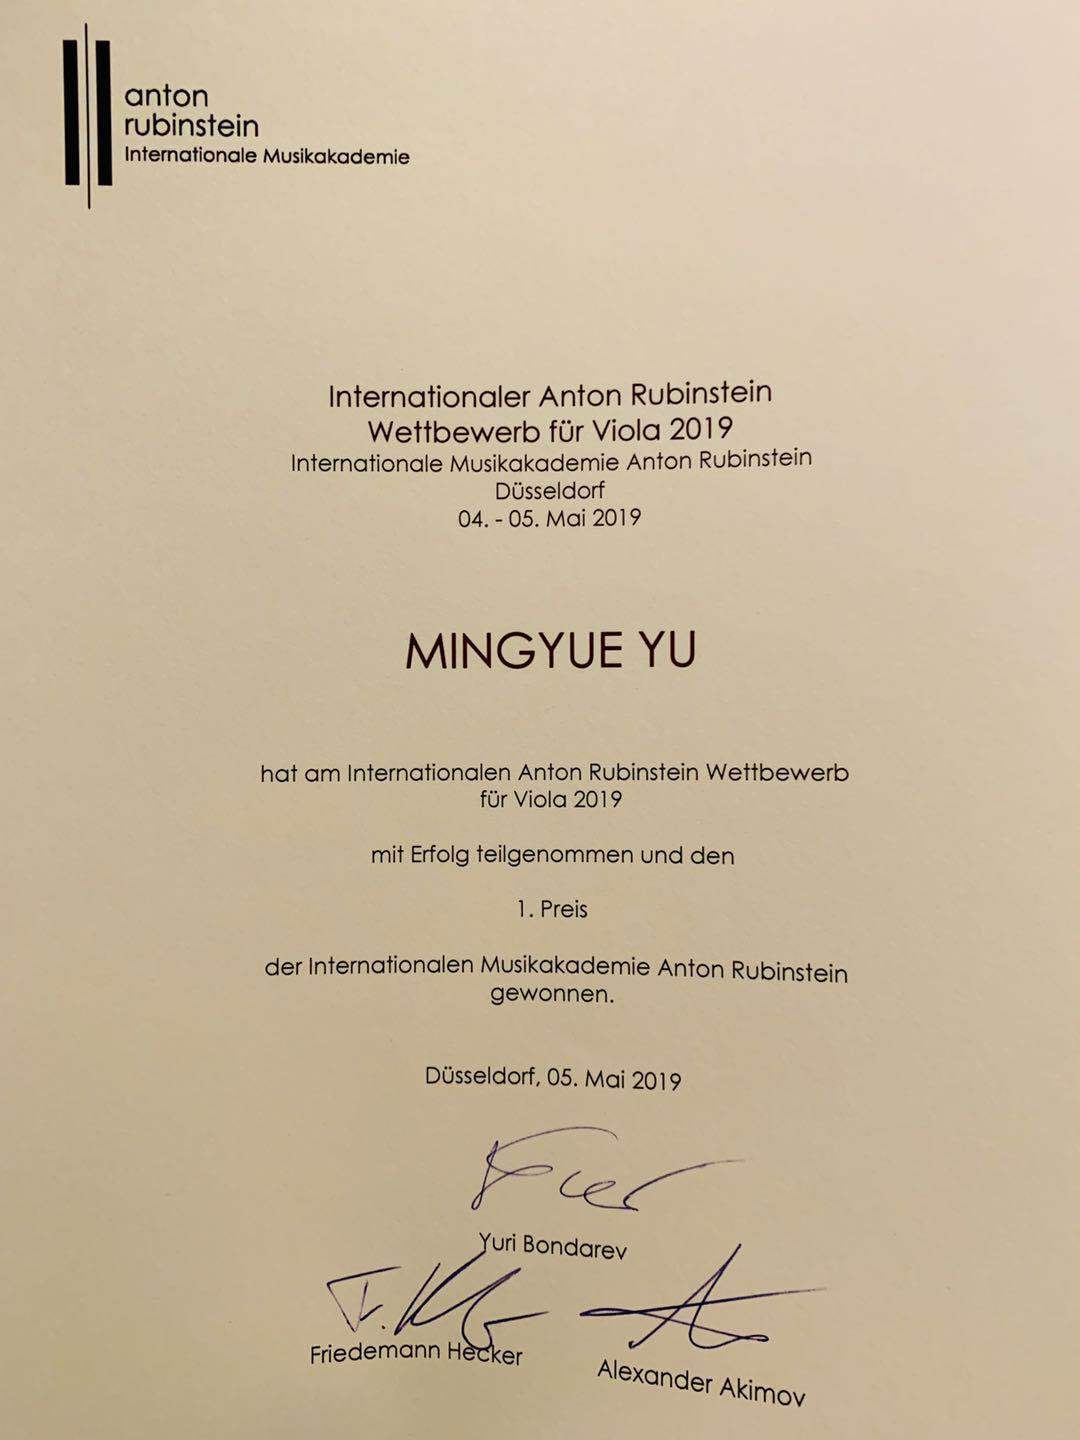 anton
rubinstein
Internationale Musikakademie
Internationaler Anton Rubinstein
Wettbewerb für Viola 2019
Internationale Musikakademie Anton Rubinstein
Düsseldorf
04. - 05. Mai 2019
MINGYUE YU
hat am Internationalen Anton Rubinstein Wettbewerb
für Viola 2019
mit Erfolg teilgenommen und den
1. Preis
der Internationalen Musikakademie Anton Rubinstein
gewonnen.
Düsseldorf, 05. Mai 2019
Yuri Bondarev
Friedemann Hecker
Alexander Akimov